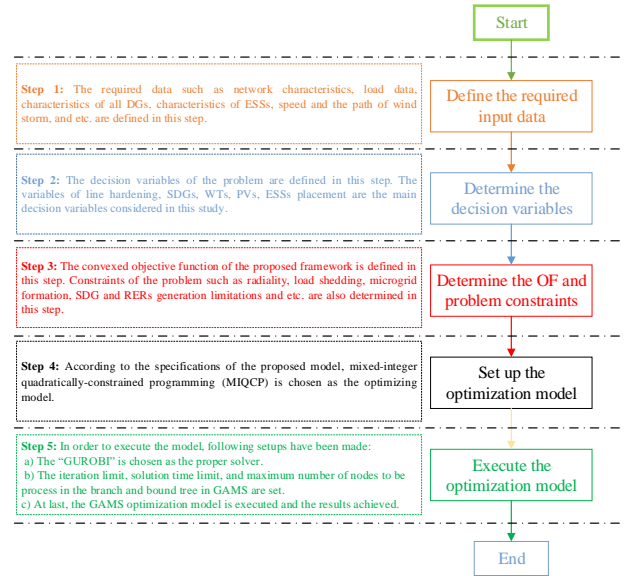 Start
Step 1: The required data such as network characteristics, load data,
characteristics of all DGs, characteristics of ESSs, speed and the path of wind
storm, and etc. are defined in this step.
Define the required
input data
Step 2: The decision variables of the problem are defined in this step. The
variables of line hardening, SDGs, WTs, PVs, ESSs placement are the main
decision variables considered in this study.
Determine the
decision variables
Step 3: The convexed objective function of the proposed framework is defined in
this step. Constraints of the problem such as radiality, load shedding, microgrid
formation, SDG and RERs generation limitations and etc. are also determined in
this step.
Determine the OF and
problem constraints
Step 4: According to the specifications of the proposed model, mixed-integer
quadratically-constrained programming (MIQCP) is chosen as the optimizing
model.
Set up the
optimization model
Step 5: In order to execute the model, following setups have been made:
a) The “GUROBI” is chosen as the proper solver.
b) The iteration limit, solution time limit, and maximum number of nodes to be
process in the branch and bound tree in GAMS are set.
c) At last, the GAMS optimization model is executed and the results achieved.
Execute the
optimization model
End